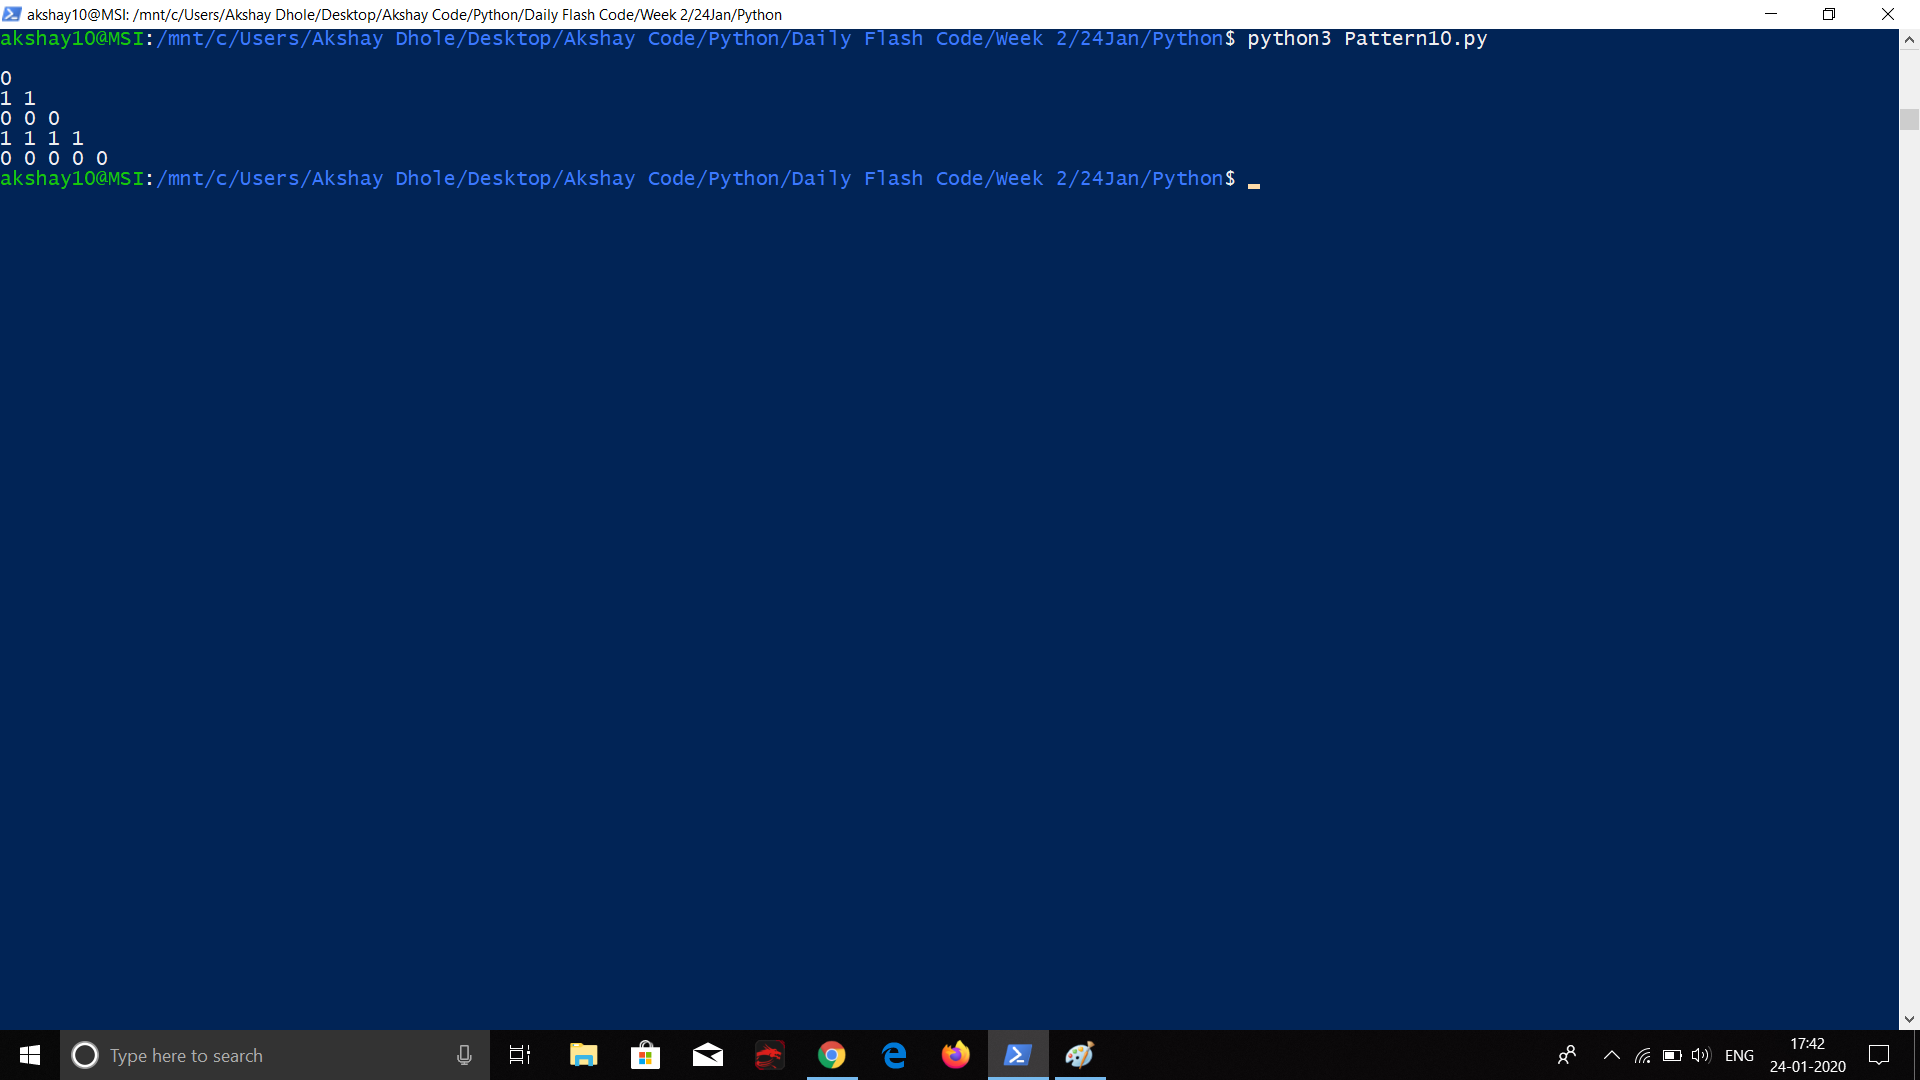 akshay10@MSI: /mnt/c/Users/Akshay Dhole/Desktop/Akshay Code/Python/Daily Flash Code/Week 2/24Jan/Python
akshay10@MSI:/mnt/c/Users/Akshay Dhole/Desktop/Akshay Code/Python/Daily Flash Code/Week 2/24Jan/Python$ python3 Pattern10.py
0
1 1
0 0 0
1 1 1 1
0 0 0 0 0
akshay10@MSI:/mnt/c/Users/Akshay Dhole/Desktop/Akshay Code/Python/Daily Flash Code/Week 2/24Jan/Python$
Type here to search
ENG
17:42
24-01-2020